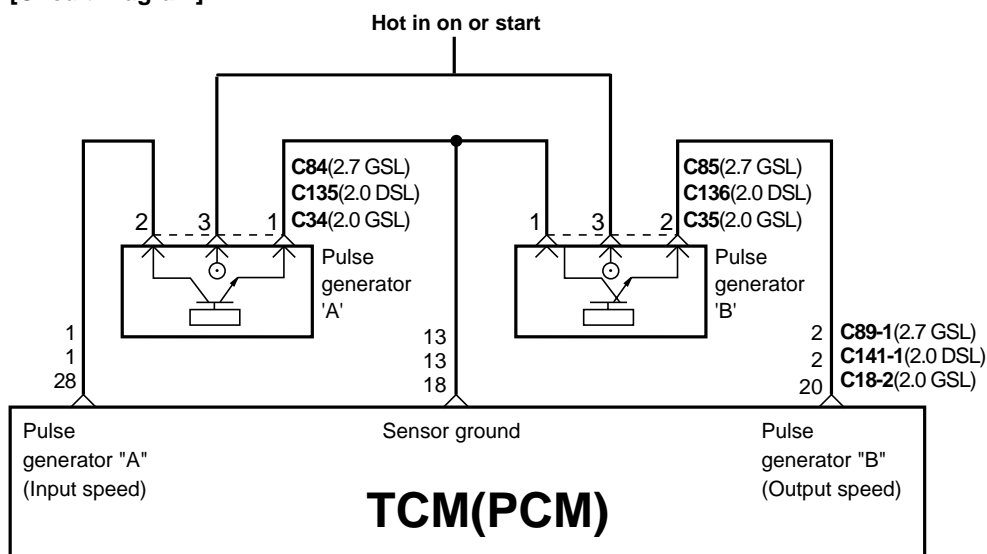 Hot in on or start
C84(2.7 GSL)
C135(2.0 DSL)
C34(2.0 GSL)
C85(2.7 GSL)
C136(2.0 DSL)
C35(2.0 GSL)
2 3 1
1 3 2
Pulse
generator
'A'
Pulse
generator
'B'
1
1
28
13
13
18
2 C89-1(2.7 GSL)
2 C141-1(2.0 DSL)
20 C18-2(2.0 GSL)
Pulse
generator "A"
(Input speed)
Sensor ground
Pulse
generator "B"
(Output speed)
TCM(PCM)